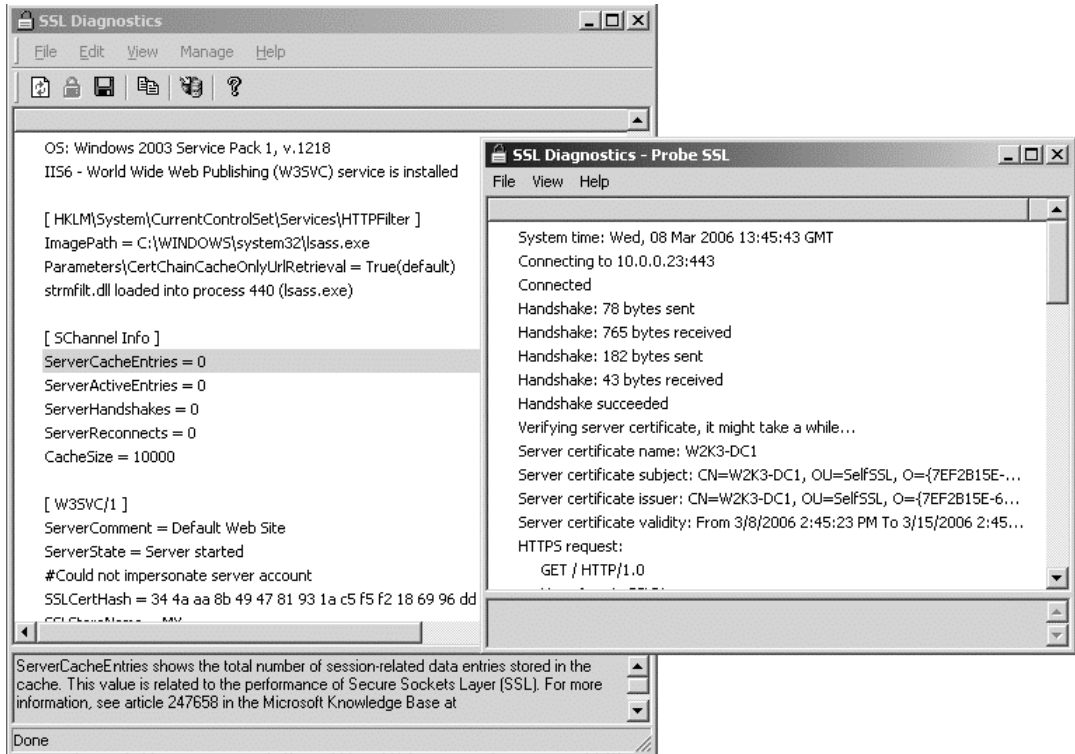 SSL Diagnostics
File Edit View Manage Help
OS: Windows 2003 Service Pack 1, v.1218
IIS6 - World Wide Web Publishing (W3SVC) service is installed
[ HKLM\System\CurrentControlSet\Services\HTTPFilter ]
ImagePath = C:\WINDOWS\system32\lsass.exe
Parameters\CertChainCacheOnlyUrlRetrieval = True(default)
strmfilt.dll loaded into process 440 (lsass.exe)
[ SChannel Info ]
ServerCacheEntries = 0
ServerActiveEntries = 0
ServerHandshakes = 0
ServerReconnects = 0
CacheSize = 10000
[ W3SVC/1 ]
ServerComment = Default Web Site
ServerState = Server started
#Could not impersonate server account
SSLCertHash = 34 4a aa 8b 49 47 81 93 1a c5 f5 f2 18 69 96 dd
ServerCacheEntries shows the total number of session-related data entries stored in the
cache. This value is related to the performance of Secure Sockets Layer (SSL). For more
information, see article 247658 in the Microsoft Knowledge Base at
Done
SSL Diagnostics - Probe SSL
File View Help
System time: Wed, 08 Mar 2006 13:45:43 GMT
Connecting to 10.0.0.23:443
Connected
Handshake: 78 bytes sent
Handshake: 765 bytes received
Handshake: 182 bytes sent
Handshake: 43 bytes received
Handshake succeeded
Verifying server certificate, it might take a while...
Server certificate name: W2K3-DC1
Server certificate subject: CN=W2K3-DC1, OU=SelfSSL, O={7EF2B15E-...
Server certificate issuer: CN=W2K3-DC1, OU=SelfSSL, O={7EF2B15E-6...
Server certificate validity: From 3/8/2006 2:45:23 PM To 3/15/2006 2:45...
HTTPS request:
GET / HTTP/1.0